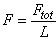 F = F_tot / L